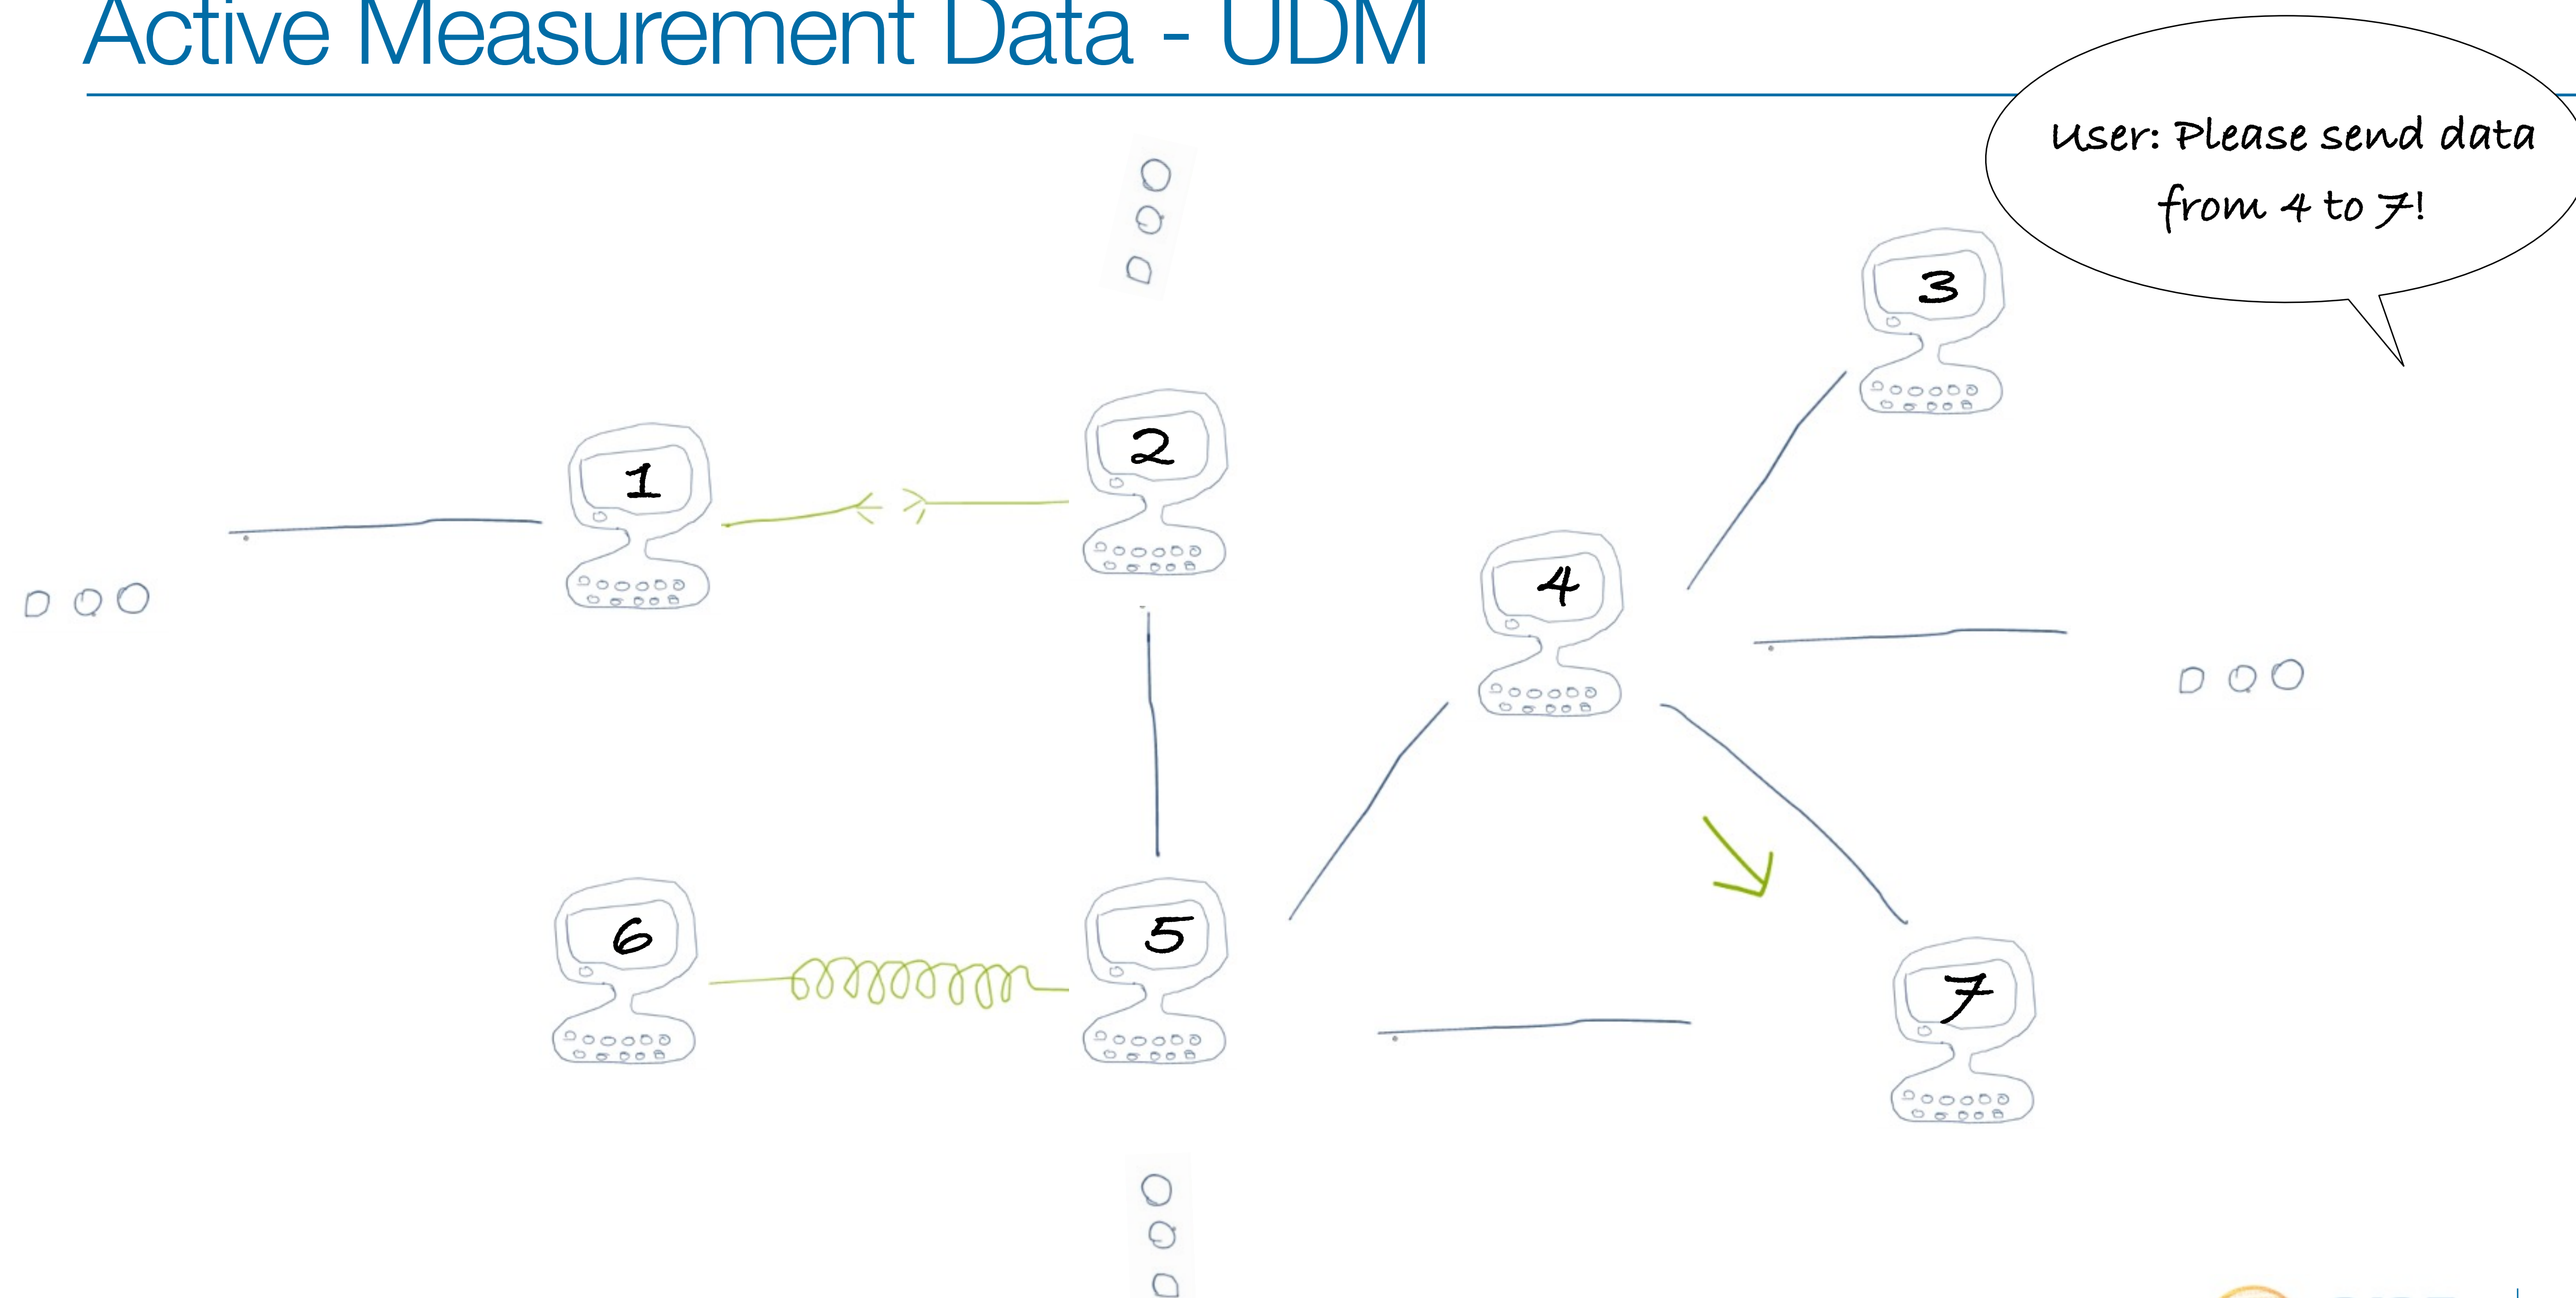 Active Measurement Data - UDM
User: Please send data
from 4 to 7!
3
2
1
4
6
5
7